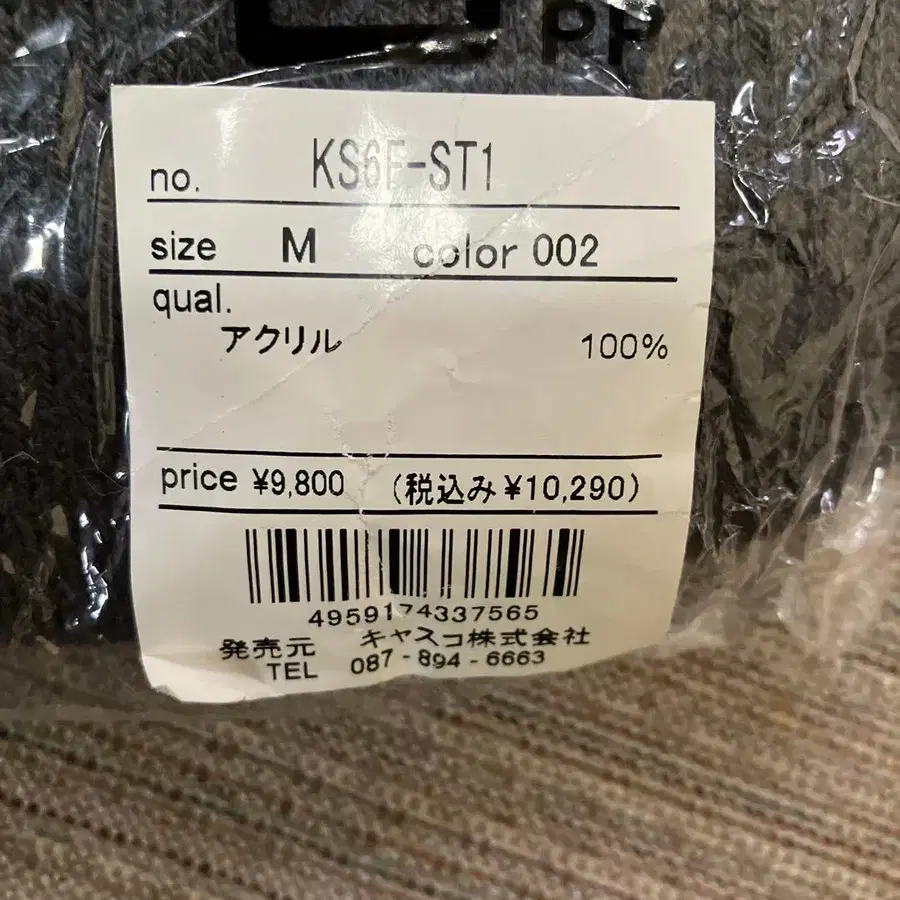 PP
no. KS6F-ST1
size M color 002
qual.
アクリル 100%
price ¥9,800 (税込み¥10,290)
4959174337565
発売元 キャスコ株式会社
TEL 087-894-6663